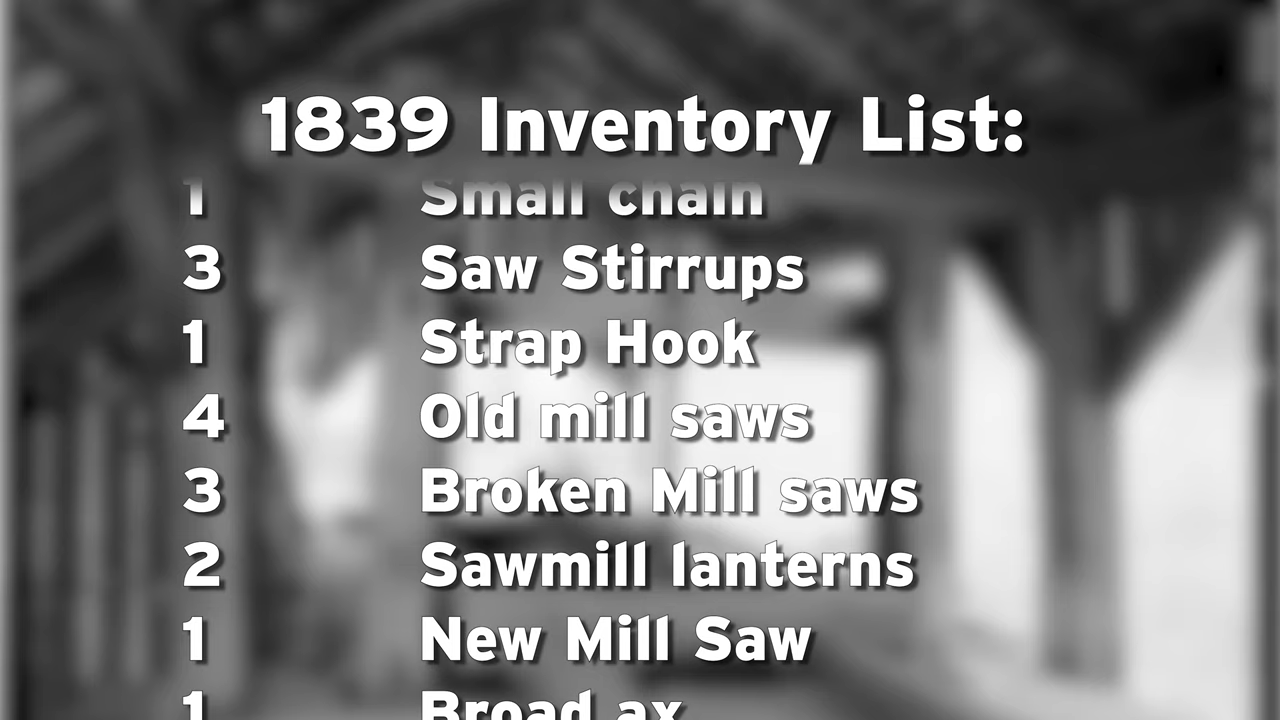 1839 Inventory List:
1 Small chain
3 Saw Stirrups
1 Strap Hook
4 Old mill saws
3 Broken Mill saws
2 Sawmill lanterns
1 New Mill Saw
1 Broad ax